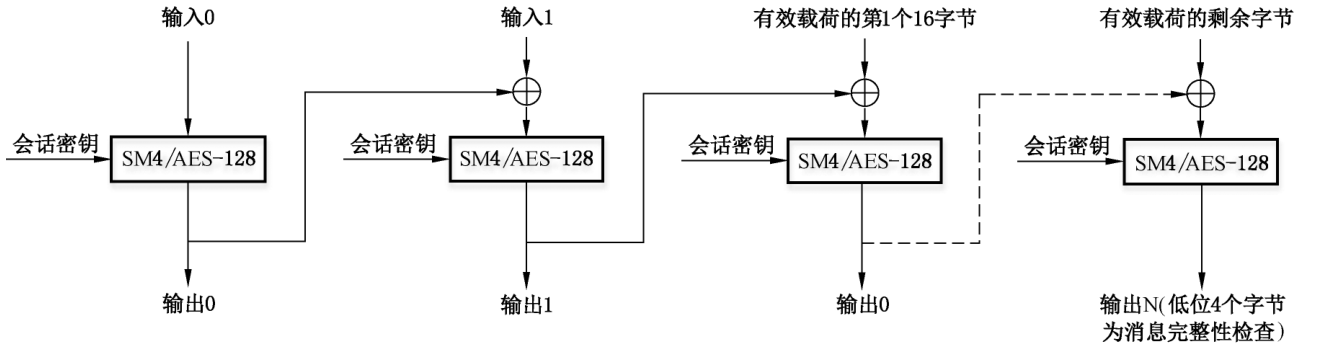 输入0
输入1
有效载荷的第1个16字节
有效载荷的剩余字节
会话密钥
SM4/AES-128
会话密钥
SM4/AES-128
会话密钥
SM4/AES-128
会话密钥
SM4/AES-128
输出0
输出1
输出0
输出N(低位4个字节
为消息完整性检查)